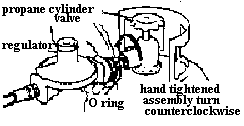 propane cylinder
valve
regulator
O ring
hand tightened
assembly turn
counterclockwise